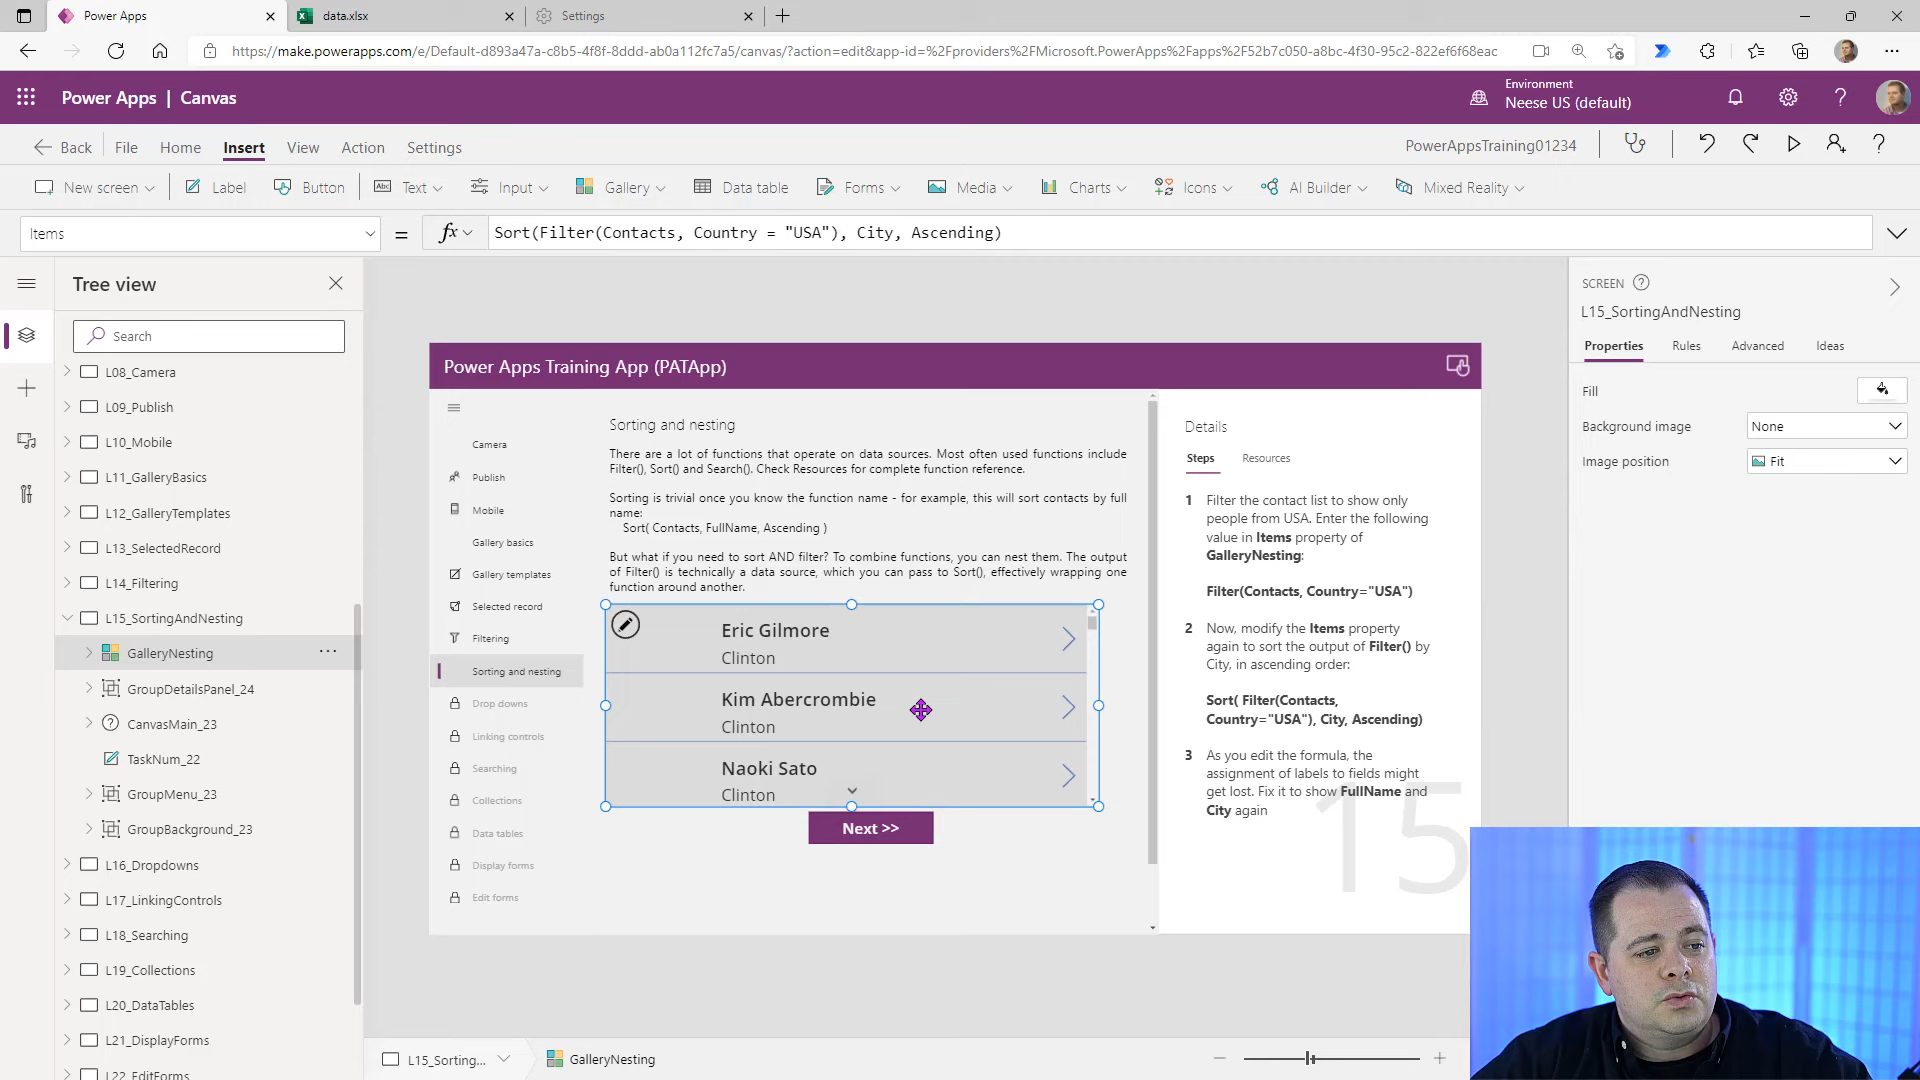 Power Apps
data.xlsx
Settings
https://make.powerapps.com/e/Default-d893a47a-c8b5-4f8f-8ddd-ab0a112fc7a5/canvas/?action=edit&app-id=%2Fproviders%2FMicrosoft.PowerApps%2Fapps%2F52b7c050-a8bc-4f30-95c2-822ef6f68eac
Power Apps | Canvas
Environment
Neese US (default)
Back File Home Insert View Action Settings
PowerAppsTraining01234
New screen Label Button Text Input Gallery Data table Forms Media Charts Icons AI Builder Mixed Reality
Items = fx Sort(Filter(Contacts, Country = "USA"), City, Ascending)
Tree view
Search
L08_Camera
L09_Publish
L10_Mobile
L11_GalleryBasics
L12_GalleryTemplates
L13_SelectedRecord
L14_Filtering
L15_SortingAndNesting
GalleryNesting
GroupDetailsPanel_24
CanvasMain_23
TaskNum_22
GroupMenu_23
GroupBackground_23
L16_Dropdowns
L17_LinkingControls
L18_Searching
L19_Collections
L20_DataTables
L21_DisplayForms
L22_EditForms
Power Apps Training App (PATApp)
Camera
Publish
Mobile
Gallery basics
Gallery templates
Selected record
Filtering
Sorting and nesting
Drop downs
Linking controls
Searching
Collections
Data tables
Display forms
Edit forms
Sorting and nesting
There are a lot of functions that operate on data sources. Most often used functions include
Filter(), Sort() and Search(). Check Resources for complete function reference.
Sorting is trivial once you know the function name - for example, this will sort contacts by full
name:
Sort( Contacts, FullName, Ascending )
But what if you need to sort AND filter? To combine functions, you can nest them. The output
of Filter() is technically a data source, which you can pass to Sort(), effectively wrapping one
function around another.
Eric Gilmore
Clinton
Kim Abercrombie
Clinton
Naoki Sato
Clinton
Next >>
Details
Steps Resources
1 Filter the contact list to show only
people from USA. Enter the following
value in Items property of
GalleryNesting:
Filter(Contacts, Country="USA")
2 Now, modify the Items property
again to sort the output of Filter() by
City, in ascending order:
Sort( Filter(Contacts,
Country="USA"), City, Ascending)
3 As you edit the formula, the
assignment of labels to fields might
get lost. Fix it to show FullName and
City again
15
SCREEN
L15_SortingAndNesting
Properties Rules Advanced Ideas
Fill
Background image None
Image position Fit
L15_Sorting...
GalleryNesting